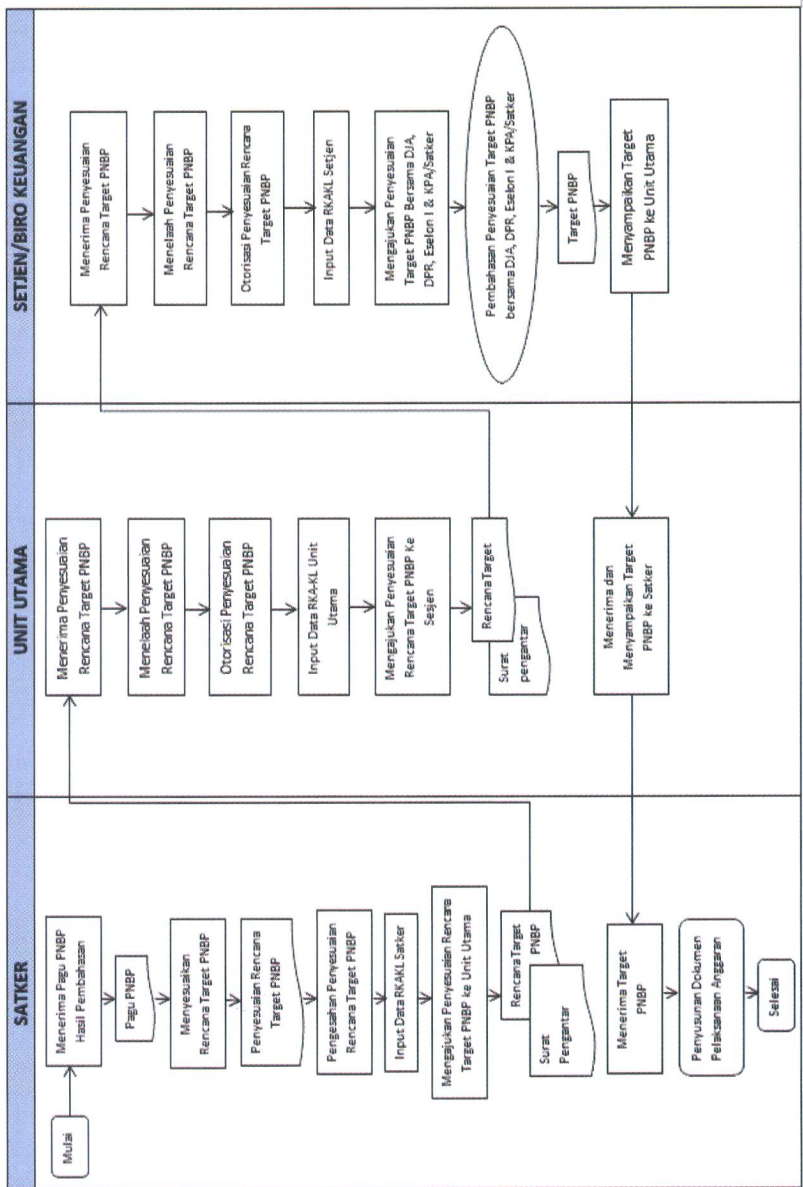 SATKER
Mulai
Menerima Pagu PNBP
Hasil Pembahasan
Pagu PNBP
Menyesuaikan
Rencana Target PNBP
Penyesuaian Rencana
Target PNBP
Pengesahan Penyesuaian
Rencana Target PNBP
Input Data RKAKL Satker
Mengajukan Penyesuaian Rencana
Target PNBP ke Unit Utama
Rencana Target
PNBP
Surat
Pengantar
Menerima Target
PNBP
Penyusunan Dokumen
Pelaksanaan Anggaran
Selesai
UNIT UTAMA
Menerima Penyesuaian
Rencana Target PNBP
Menelaah Penyesuaian
Rencana Target PNBP
Otorisasi Penyesuaian
Rencana Target PNBP
Input Data RKA-KL Unit
Utama
Mengajukan Penyesuaian
Rencana Target PNBP Ke
Sesjen
Rencana Target
Surat
pengantar
Menerima dan
Menyampaikan Target
PNBP ke Satker
SETJEN/BIRO KEUANGAN
Menerima Penyesuaian
Rencana Target PNBP
Menelaah Penyesuaian
Rencana Target PNBP
Otorisasi Penyesuaian Rencana
Target PNBP
Input Data RKAKL Setjen
Mengajukan Penyesuaian
Target PNBP Bersama DJA,
DPR, Eselon I & KPA/Satker
Pembahasan Penyesuaian Target PNBP
bersama DJA, DPR, Eselon I & KPA/Satker
Target PNBP
Menyampaikan Target
PNBP ke Unit Utama